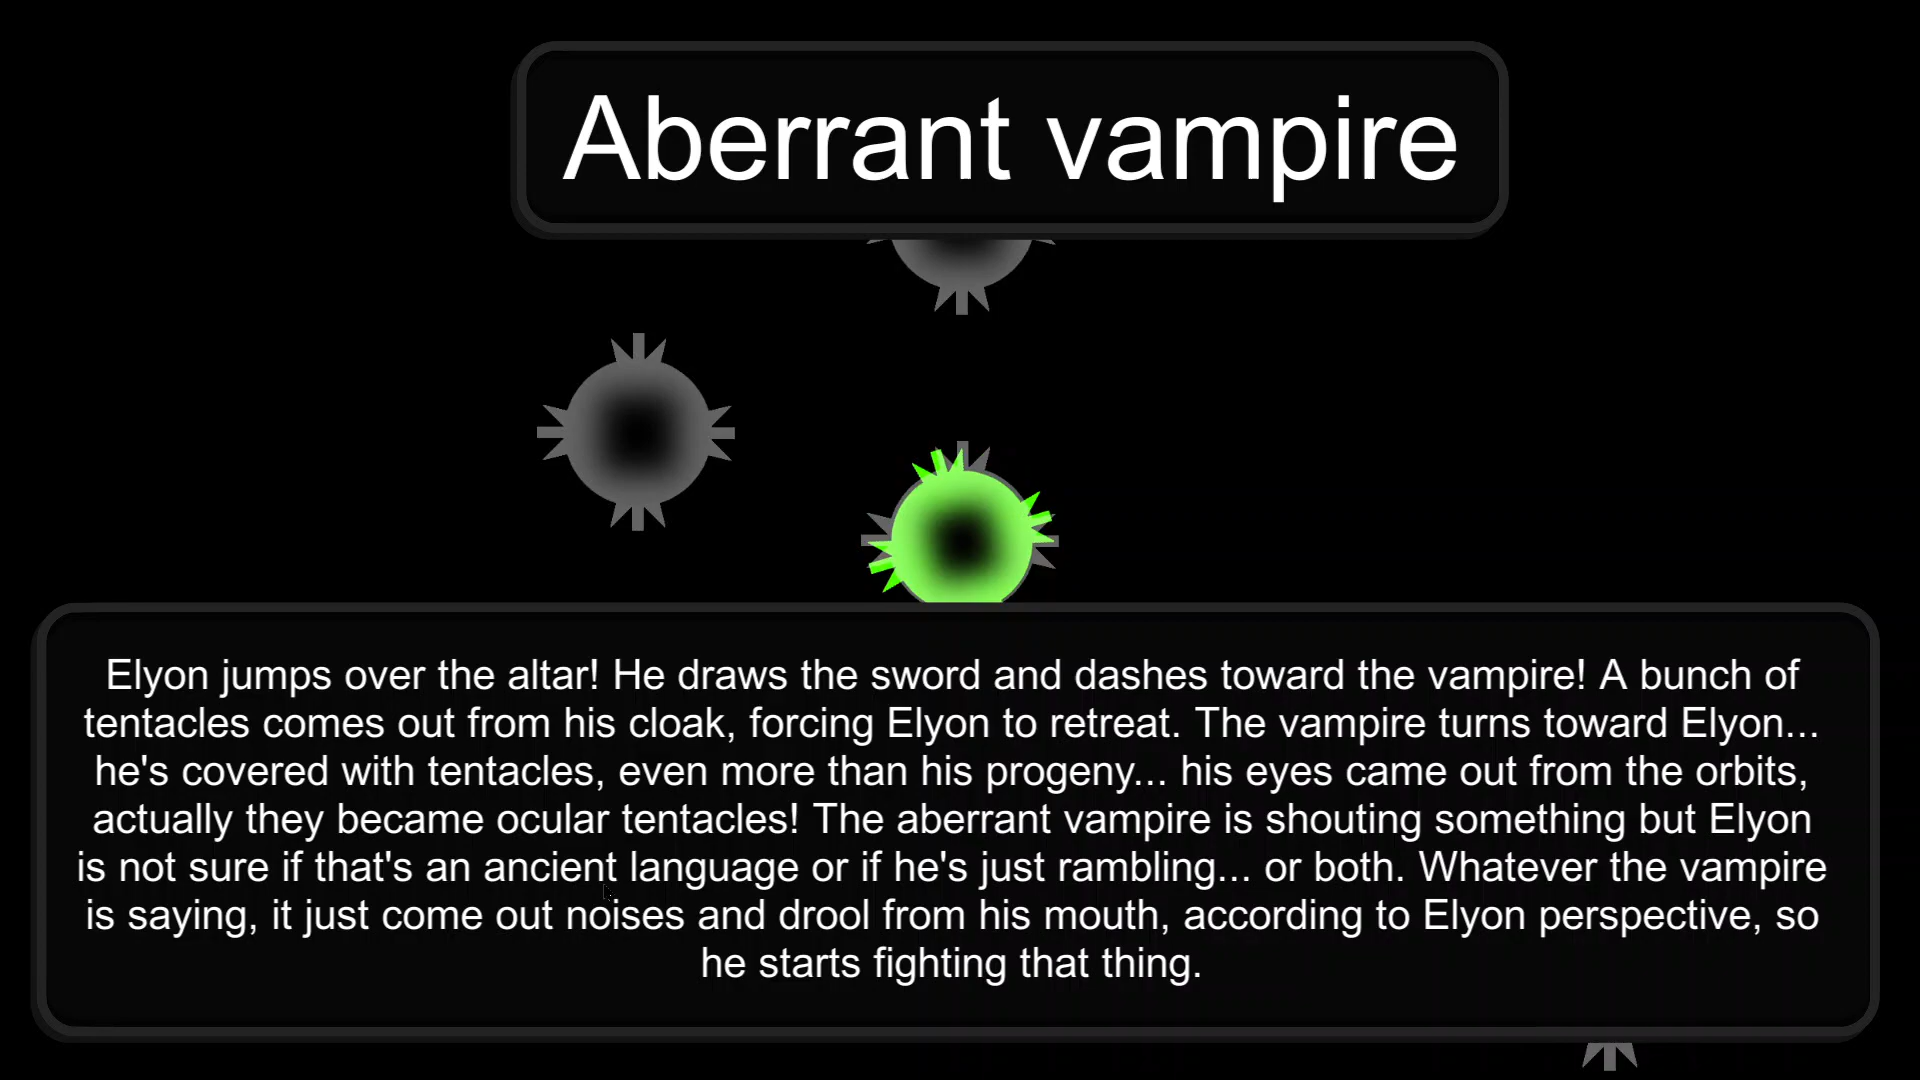 Aberrant vampire
Elyon jumps over the altar! He draws the sword and dashes toward the vampire! A bunch of
tentacles comes out from his cloak, forcing Elyon to retreat. The vampire turns toward Elyon...
he's covered with tentacles, even more than his progeny... his eyes came out from the orbits,
actually they became ocular tentacles! The aberrant vampire is shouting something but Elyon
is not sure if that's an ancient language or if he's just rambling... or both. Whatever the vampire
is saying, it just come out noises and drool from his mouth, according to Elyon perspective, so
he starts fighting that thing.